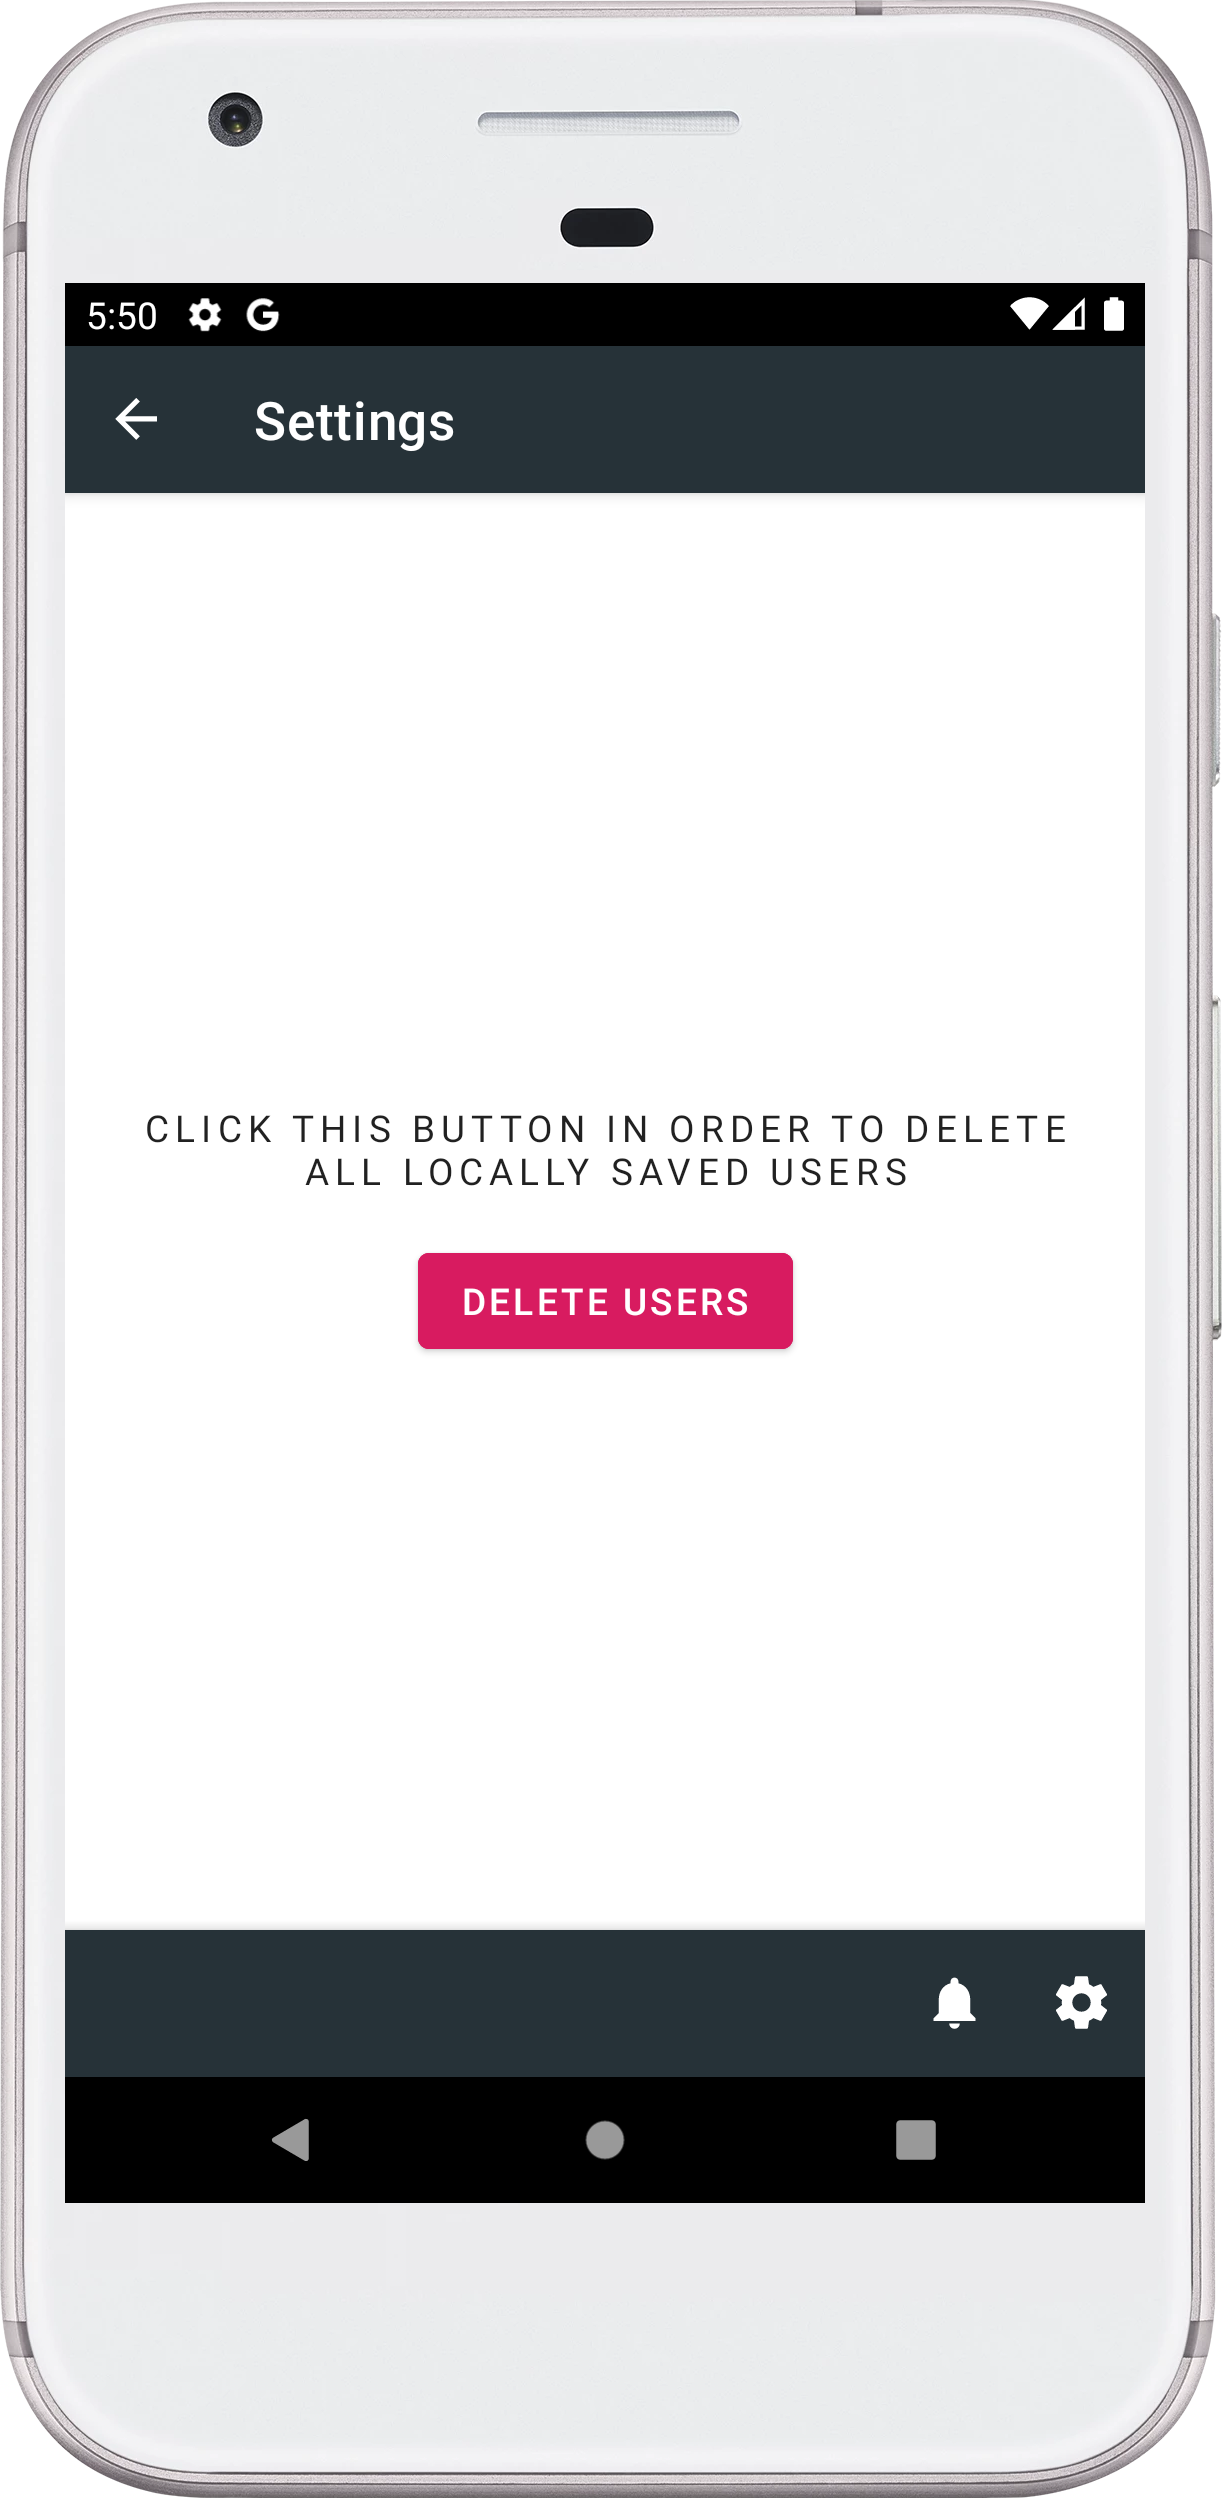 5:50
Settings
CLICK THIS BUTTON IN ORDER TO DELETE
ALL LOCALLY SAVED USERS
DELETE USERS